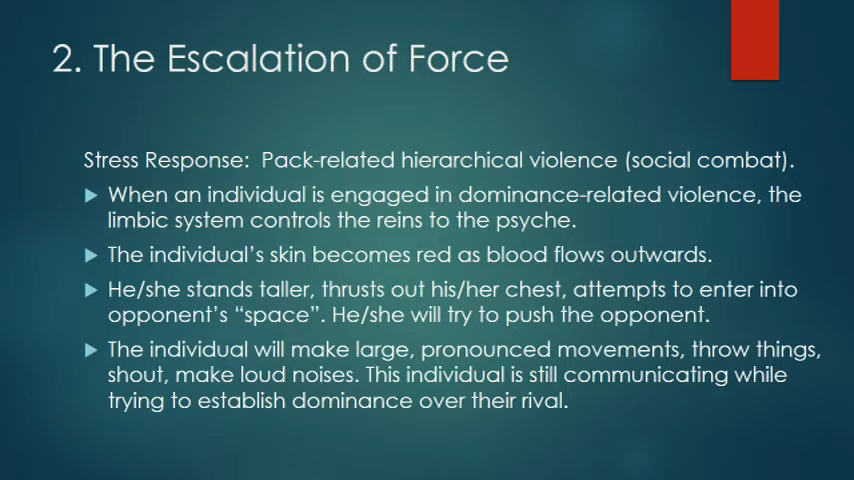 2. The Escalation of Force
Stress Response:  Pack-related hierarchical violence (social combat).
When an individual is engaged in dominance-related violence, the
limbic system controls the reins to the psyche.
The individual's skin becomes red as blood flows outwards.
He/she stands taller, thrusts out his/her chest, attempts to enter into
opponent's "space". He/she will try to push the opponent.
The individual will make large, pronounced movements, throw things,
shout, make loud noises. This individual is still communicating while
trying to establish dominance over their rival.